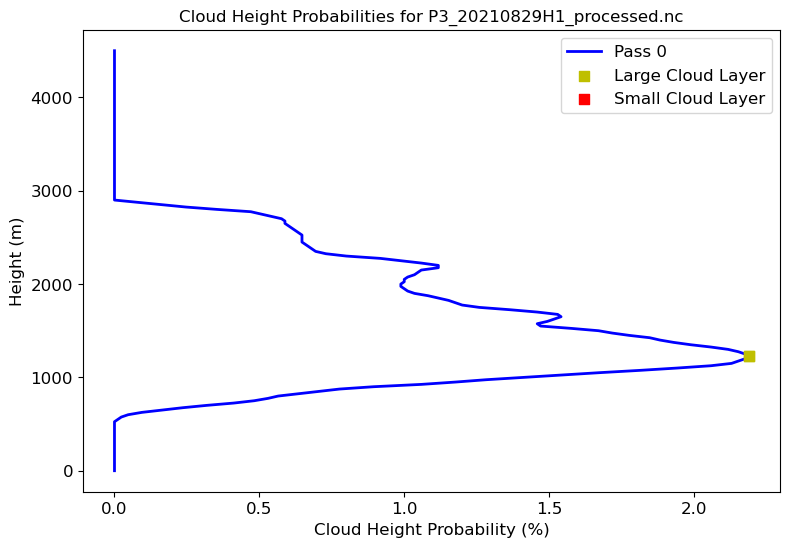 Cloud Height Probabilities for P3_20210829H1_processed.nc
Pass 0
Large Cloud Layer
Small Cloud Layer
4000
3000
2000
1000
0
Height (m)
0.0 0.5 1.0 1.5 2.0
Cloud Height Probability (%)